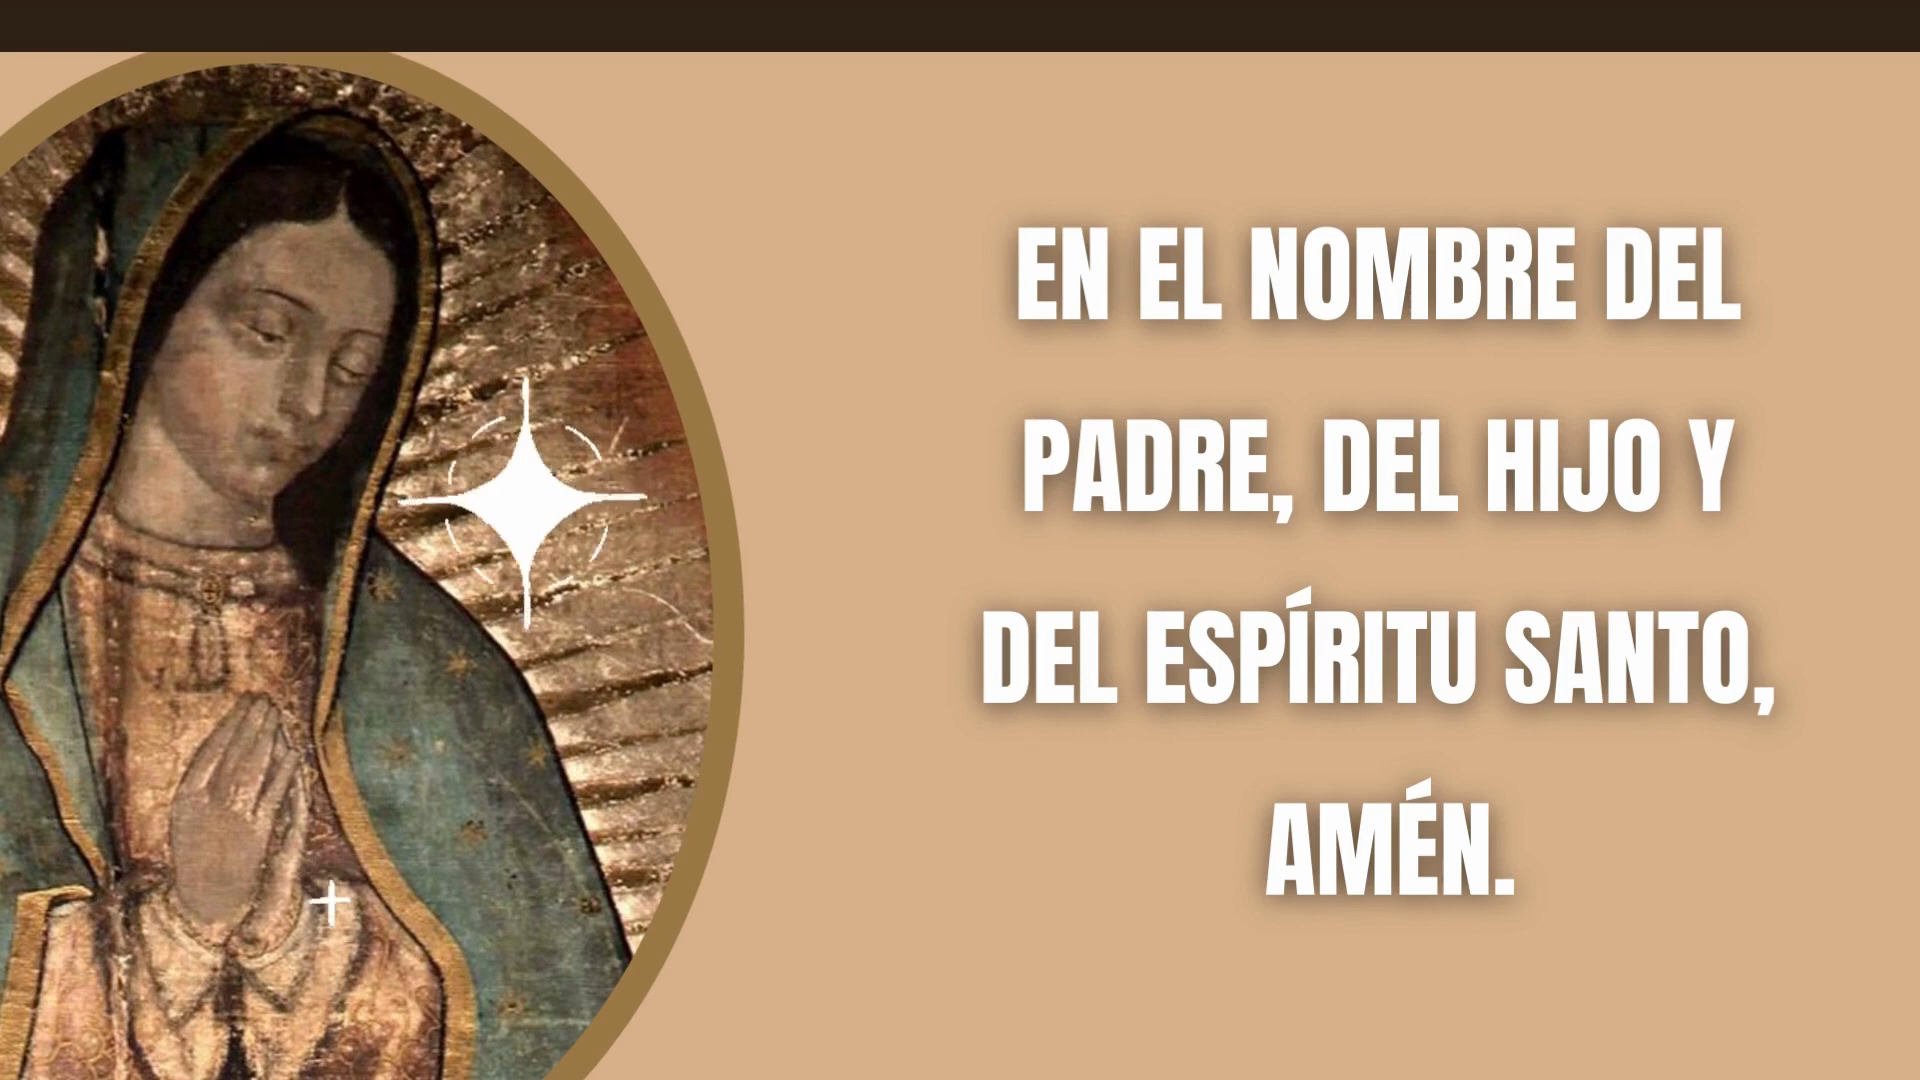 EN EL NOMBRE DEL
PADRE, DEL HIJO Y
DEL ESPÍRITU SANTO,
AMÉN.